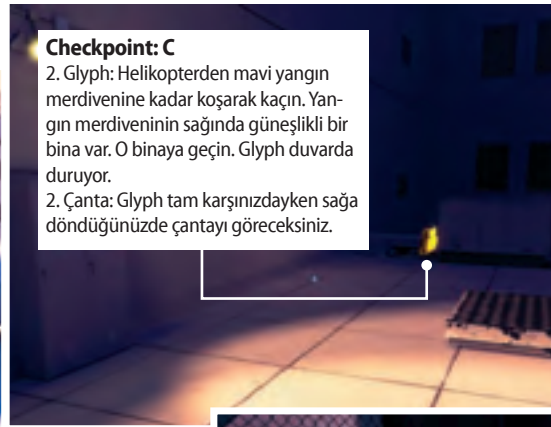 Checkpoint: C
2. Glyph: Helikopterden mavi yangın
merdivenine kadar koşarak kaçın. Yan-
gın merdiveninin sağında güneşlikli bir
bina var. O binaya geçin. Glyph duvarda
duruyor.
2. Çanta: Glyph tam karşınızdayken sağa
döndüğünüzde çantayı göreceksiniz.